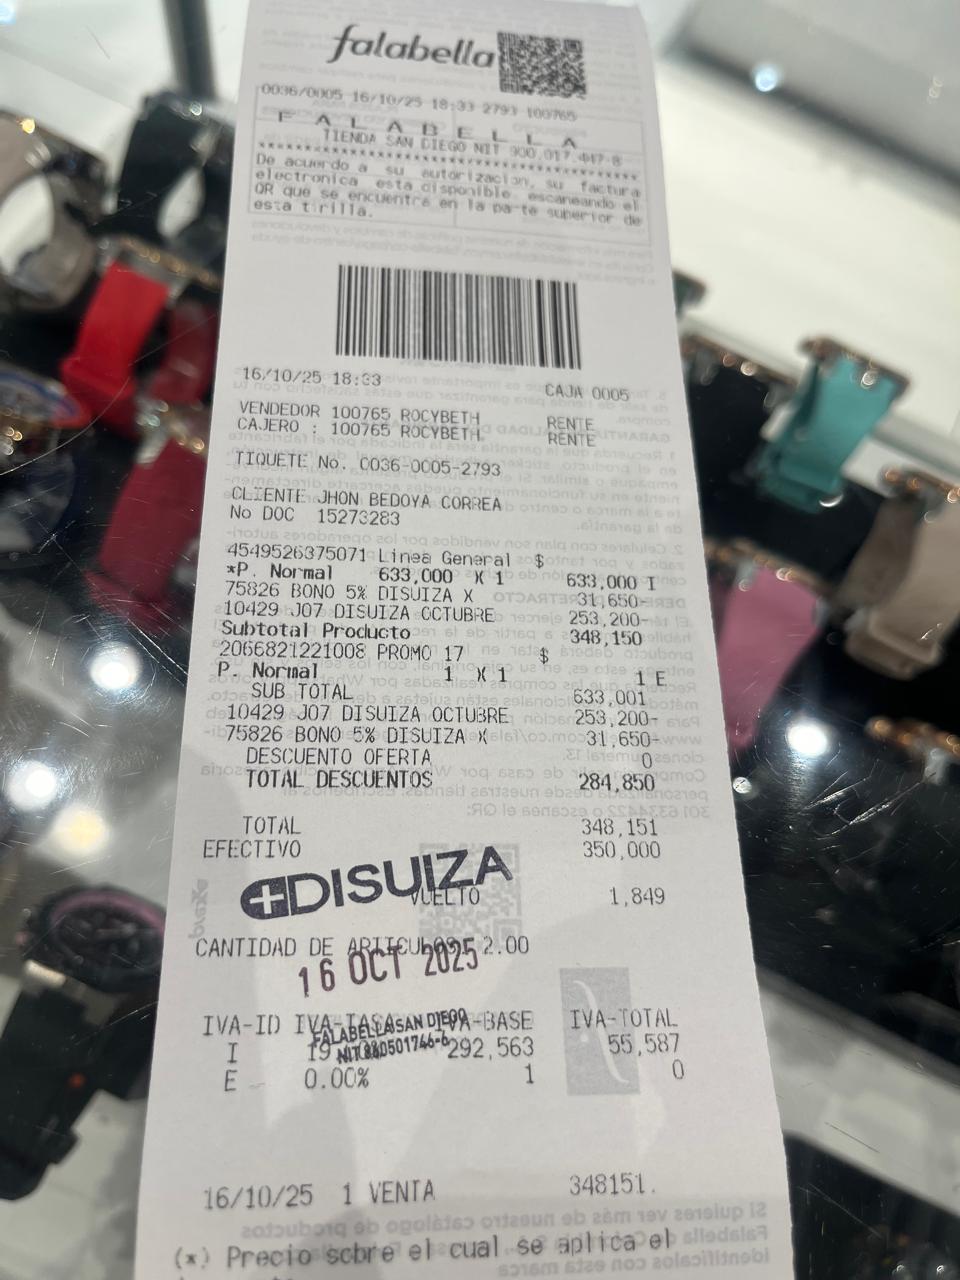 falabella
0036/0005 16/10/25 18:33 2793 100765
F A L A B E L L A
TIENDA SAN DIEGO NIT 900.017.447-8
****************************************
De acuerdo a su autorizacion, su factura
electronica esta disponible escaneando el
QR que se encuentra en la parte superior de
esta tirilla.
16/10/25 18:33 CAJA 0005
VENDEDOR 100765 ROCYBETH RENTE
CAJERO : 100765 ROCYBETH RENTE
TIQUETE No. 0036-0005-2793
CLIENTE JHON BEDOYA CORREA
No DOC 15273283
4549526375071 Linea General $
*P. Normal 633,000 X 1 633,000 I
75826 BONO 5% DISUIZA X 31,650-
10429 J07 DISUIZA OCTUBRE 253,200-
Subtotal Producto 348,150
2066821221008 PROMO 17 $
P. Normal 1 X 1 1 E
SUB TOTAL 633,001
10429 J07 DISUIZA OCTUBRE 253,200-
75826 BONO 5% DISUIZA X 31,650-
DESCUENTO OFERTA 0
TOTAL DESCUENTOS 284,850
TOTAL 348,151
EFECTIVO 350,000
DISUIZA
VUELTO 1,849
CANTIDAD DE ARTICULOS: 2.00
16 OCT 2025
IVA-ID IVA-TASA IVA-BASE IVA-TOTAL
FALABELLA SAN DIEGO
I 19 292,563 55,587
E 0.00% 1 0
16/10/25 1 VENTA 348151.
(*) Precio sobre el cual se aplica el